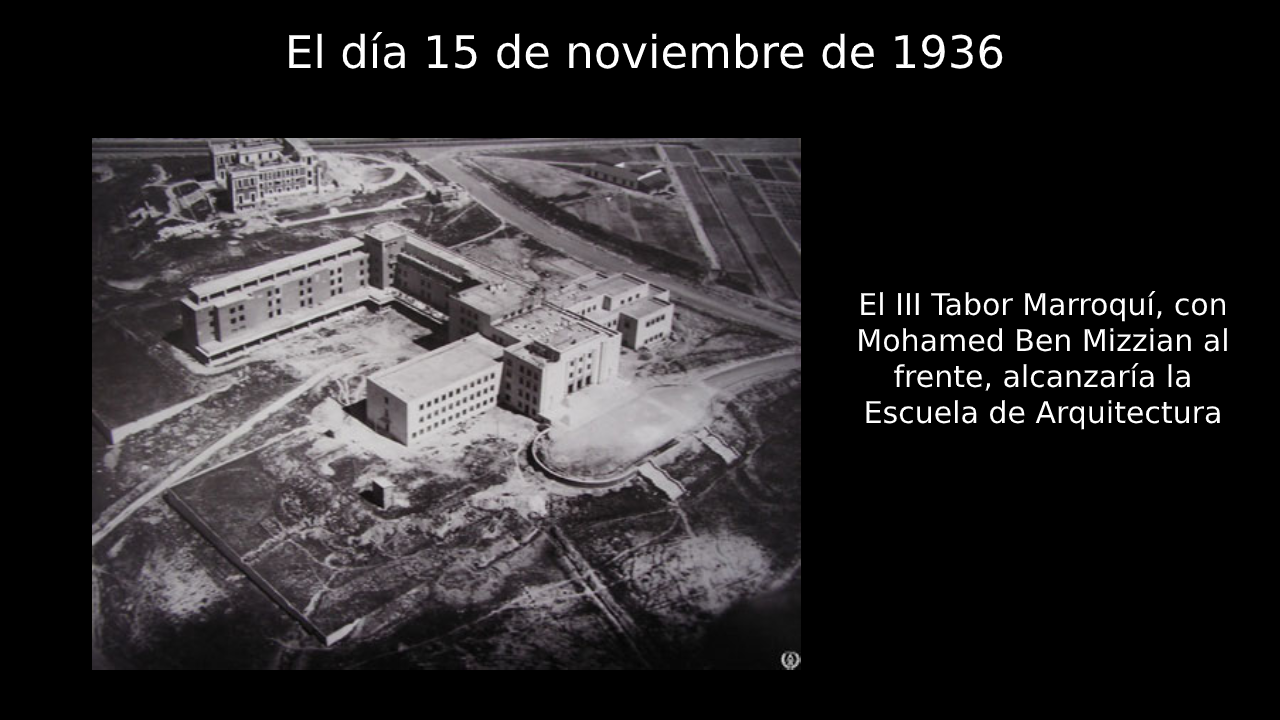 El día 15 de noviembre de 1936
El III Tabor Marroquí, con
Mohamed Ben Mizzian al
frente, alcanzaría la
Escuela de Arquitectura